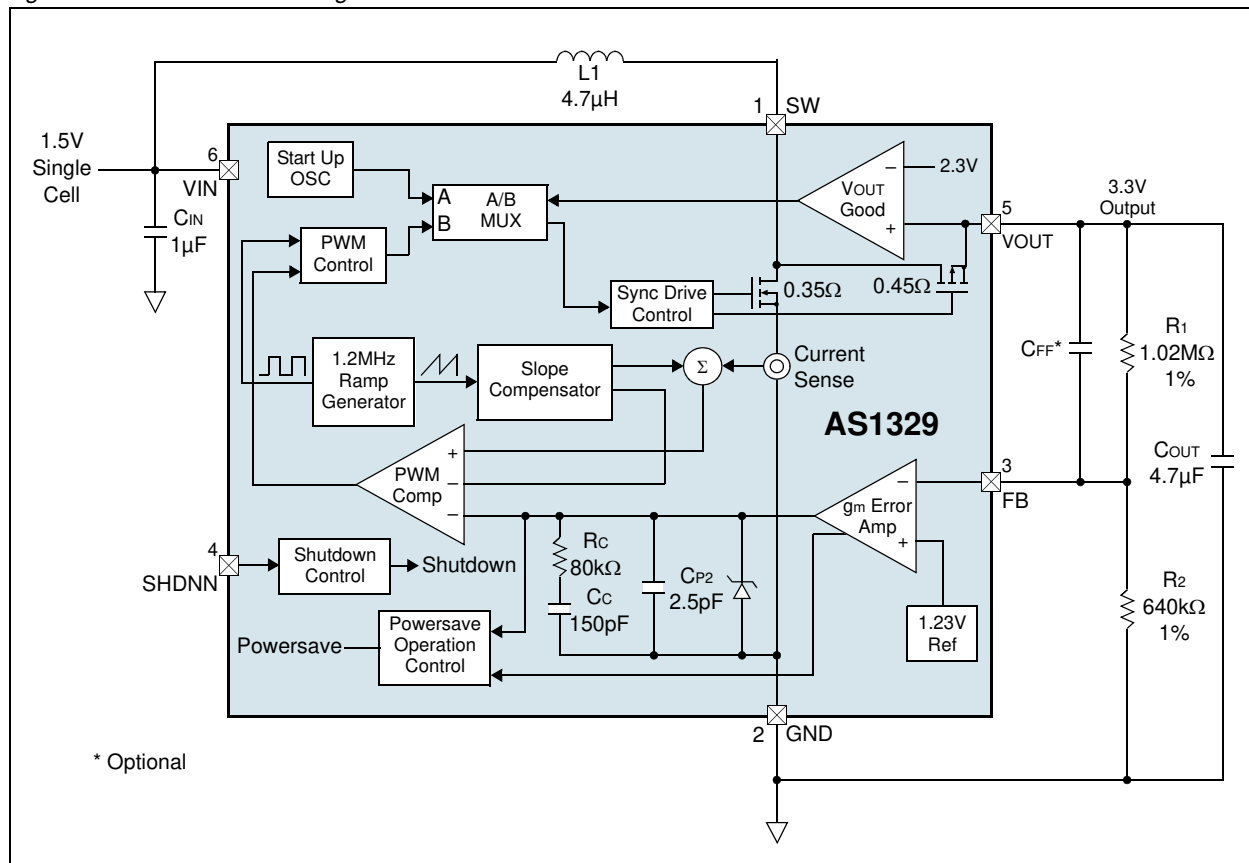 L1
4.7µH
1 SW
1.5V
Single
Cell
6
VIN
CIN
1µF
Start Up
OSC
A
B
A/B
MUX
VOUT
Good
–
+
2.3V
5
VOUT
3.3V
Output
PWM
Control
Sync Drive
Control
0.35Ω
0.45Ω
1.2MHz
Ramp
Generator
Slope
Compensator
Σ
Current
Sense
CFF*
R1
1.02MΩ
1%
AS1329
COUT
4.7µF
PWM
Comp
+
–
–
gm Error
Amp
–
+
3
FB
4
SHDNN
Shutdown
Control
Shutdown
RC
80kΩ
CC
150pF
CP2
2.5pF
R2
640kΩ
1%
1.23V
Ref
Powersave
Powersave
Operation
Control
2 GND
* Optional